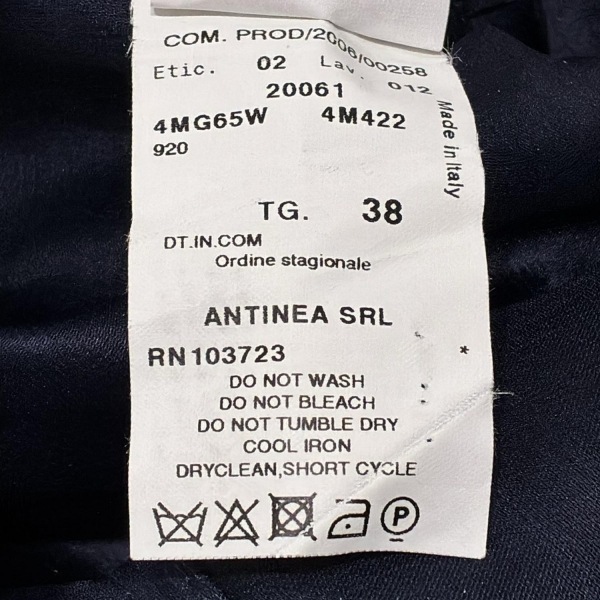 COM. PROD/2006/00258
Etic. 02 Lav. 012
20061
4MG65W 4M422
920
Made in Italy
TG. 38
DT.IN.COM
Ordine stagionale
ANTINEA SRL
RN103723 *
DO NOT WASH
DO NOT BLEACH
DO NOT TUMBLE DRY
COOL IRON
DRYCLEAN,SHORT CYCLE
P